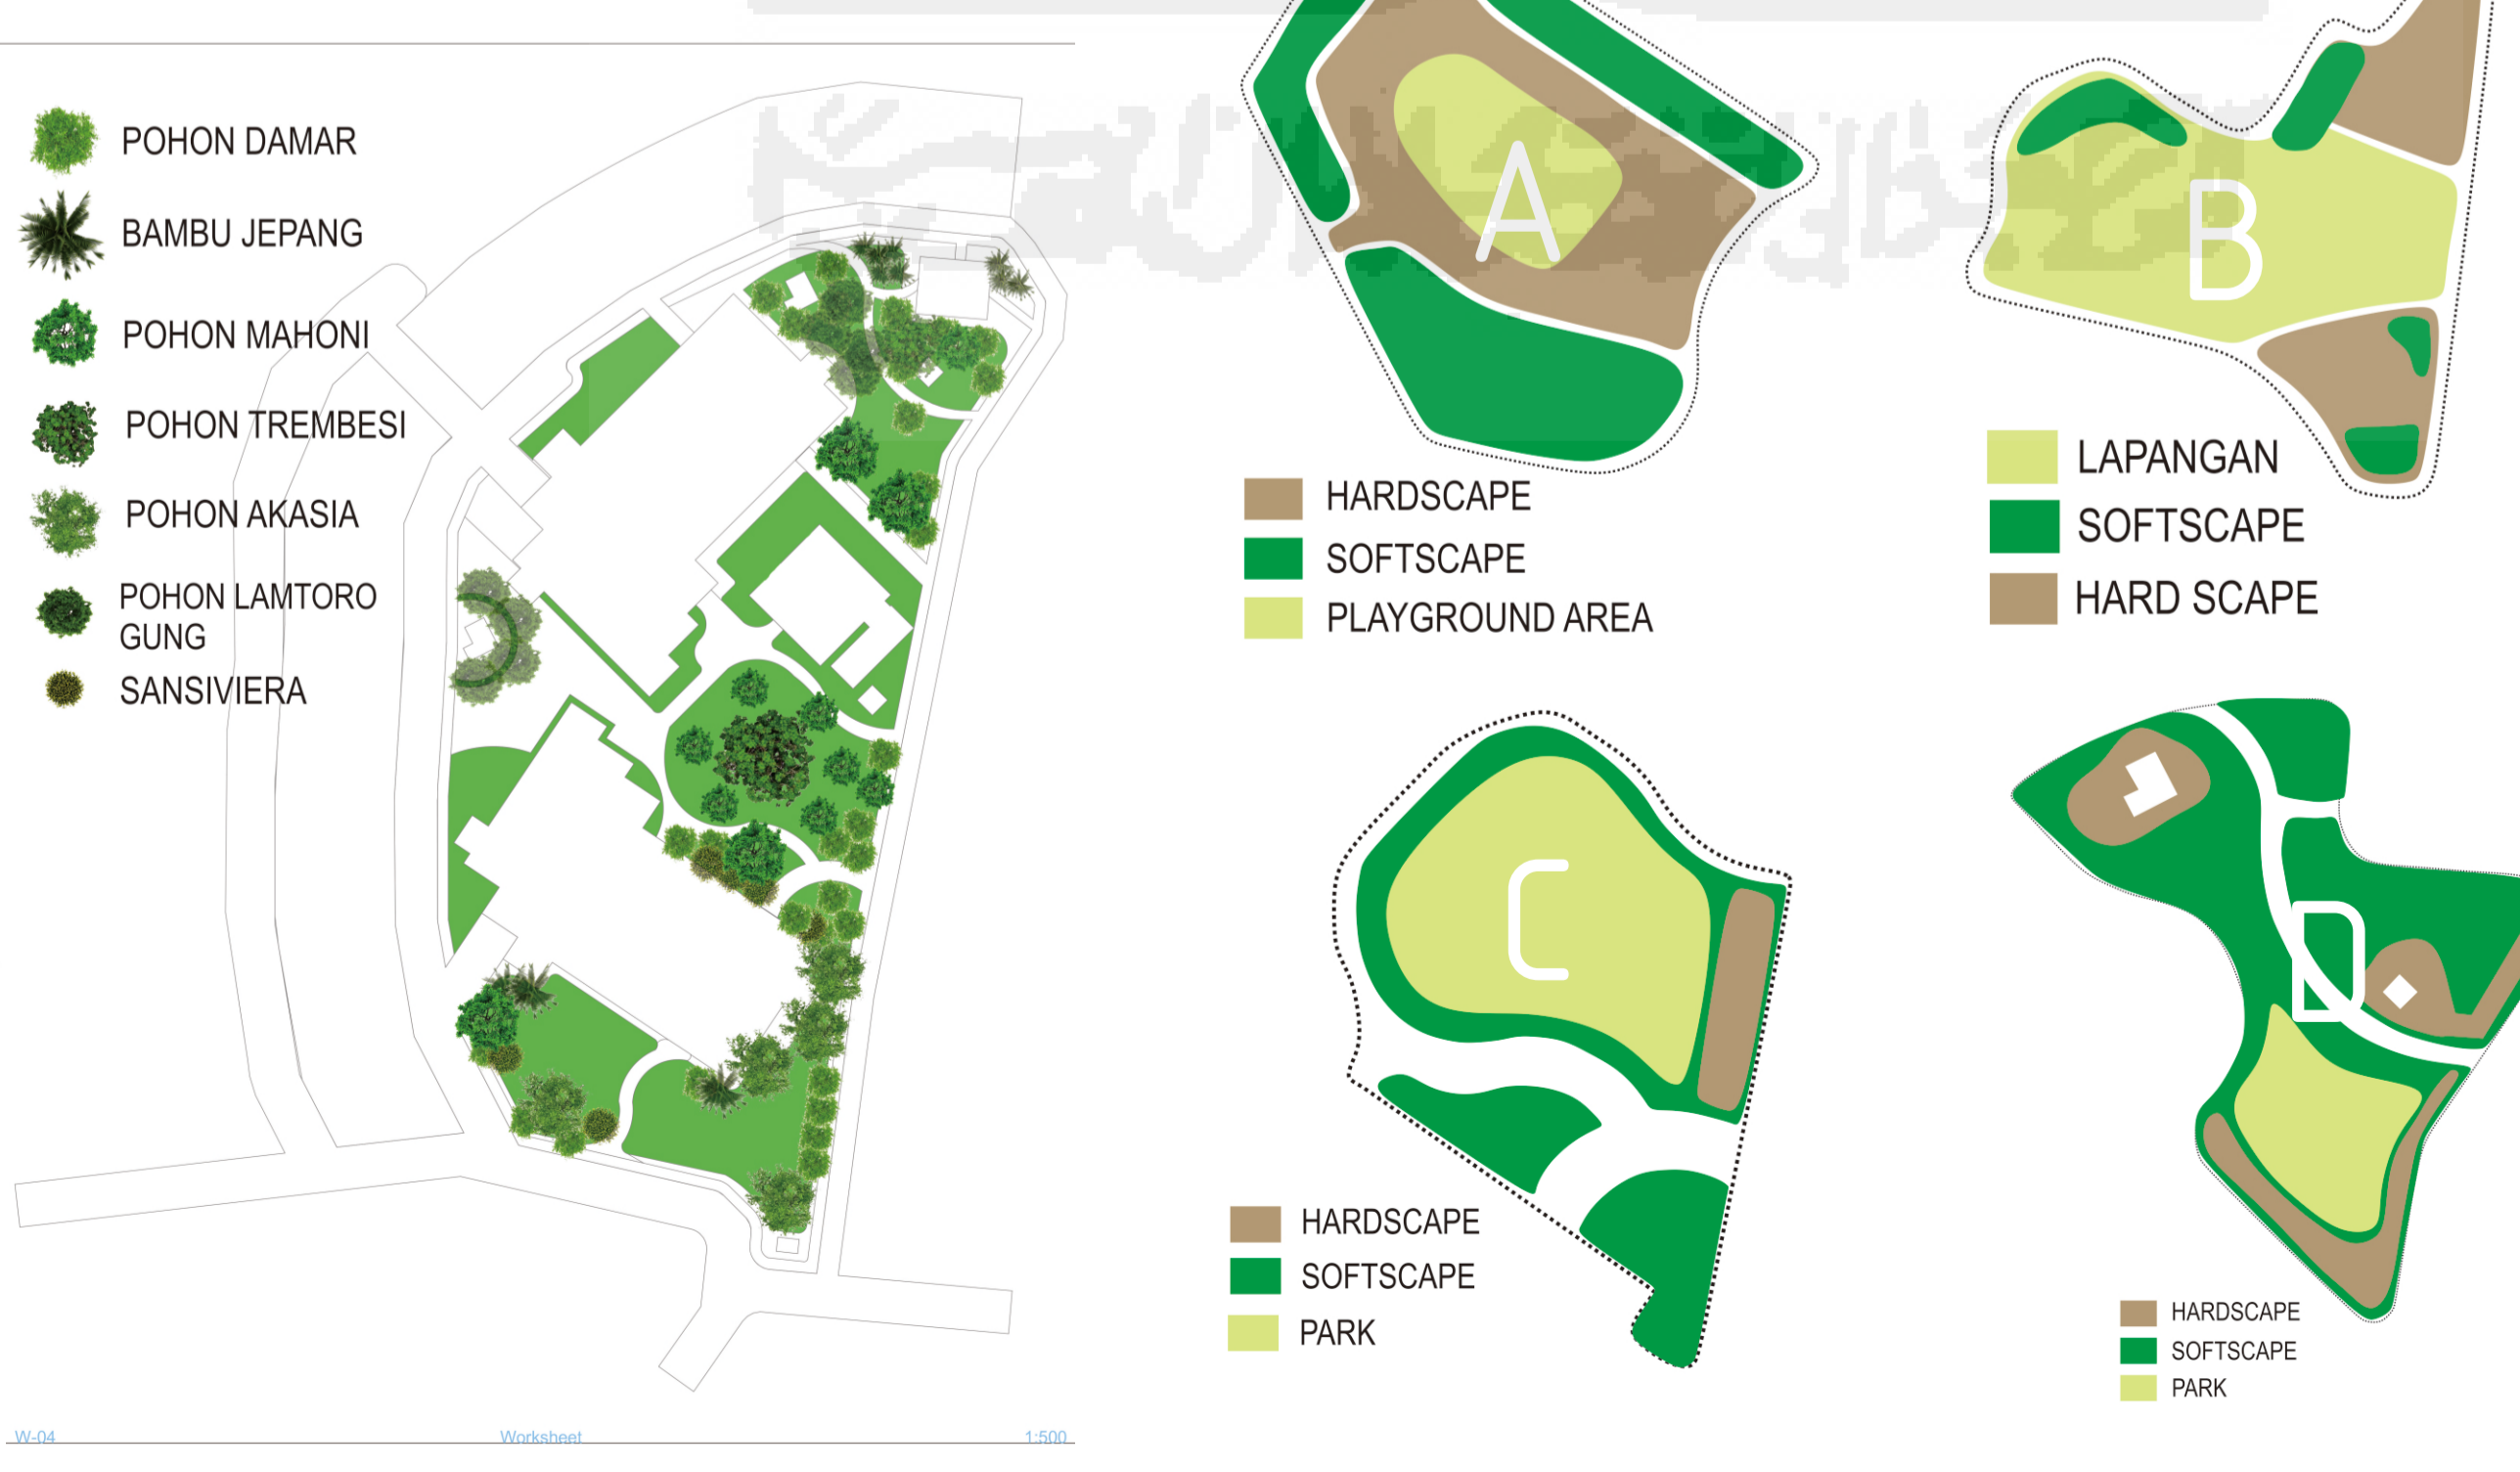 POHON DAMAR
BAMBU JEPANG
POHON MAHONI
POHON TREMBESI
POHON AKASIA
POHON LAMTORO
GUNG
SANSIVIERA
W-04
Worksheet
1:500
A
HARDSCAPE
SOFTSCAPE
PLAYGROUND AREA
B
LAPANGAN
SOFTSCAPE
HARD SCAPE
C
HARDSCAPE
SOFTSCAPE
PARK
D
HARDSCAPE
SOFTSCAPE
PARK